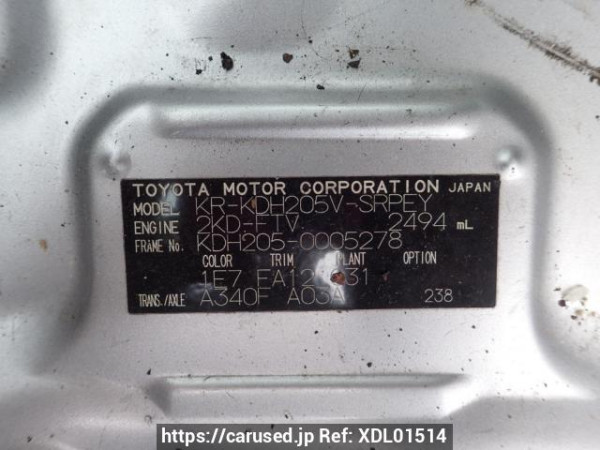 TOYOTA MOTOR CORPORATION JAPAN
MODEL KR-KDH205V-SRPEY
ENGINE 2KD-FTV 2494 mL
FRAME No. KDH205-0005278
COLOR TRIM PLANT OPTION
1E7
TRANS./AXLE A340F A03A 238
https://carused.jp Ref: XDL01514